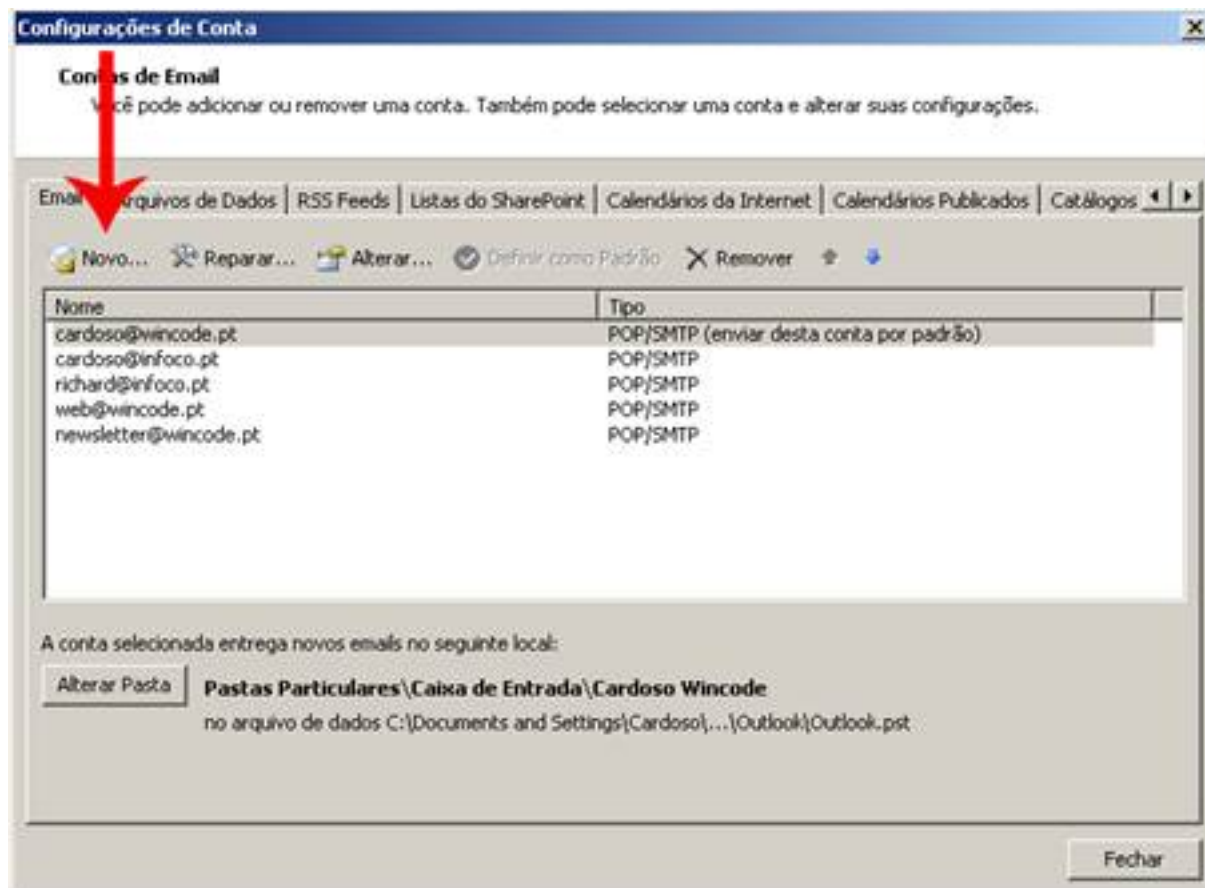 Configurações de Conta
Contas de Email
Você pode adicionar ou remover uma conta. Também pode selecionar uma conta e alterar suas configurações.
Email Arquivos de Dados RSS Feeds Listas do SharePoint Calendários da Internet Calendários Publicados Catálogos
Novo... Reparar... Alterar... Definir como Padrão Remover
Nome Tipo
cardoso@wincode.pt POP/SMTP (enviar desta conta por padrão)
cardoso@infoco.pt POP/SMTP
richard@infoco.pt POP/SMTP
web@wincode.pt POP/SMTP
newsletter@wincode.pt POP/SMTP
A conta selecionada entrega novos emails no seguinte local:
Alterar Pasta Pastas Particulares\Caixa de Entrada\Cardoso Wincode
no arquivo de dados C:\Documents and Settings\Cardoso\...\Outlook\Outlook.pst
Fechar